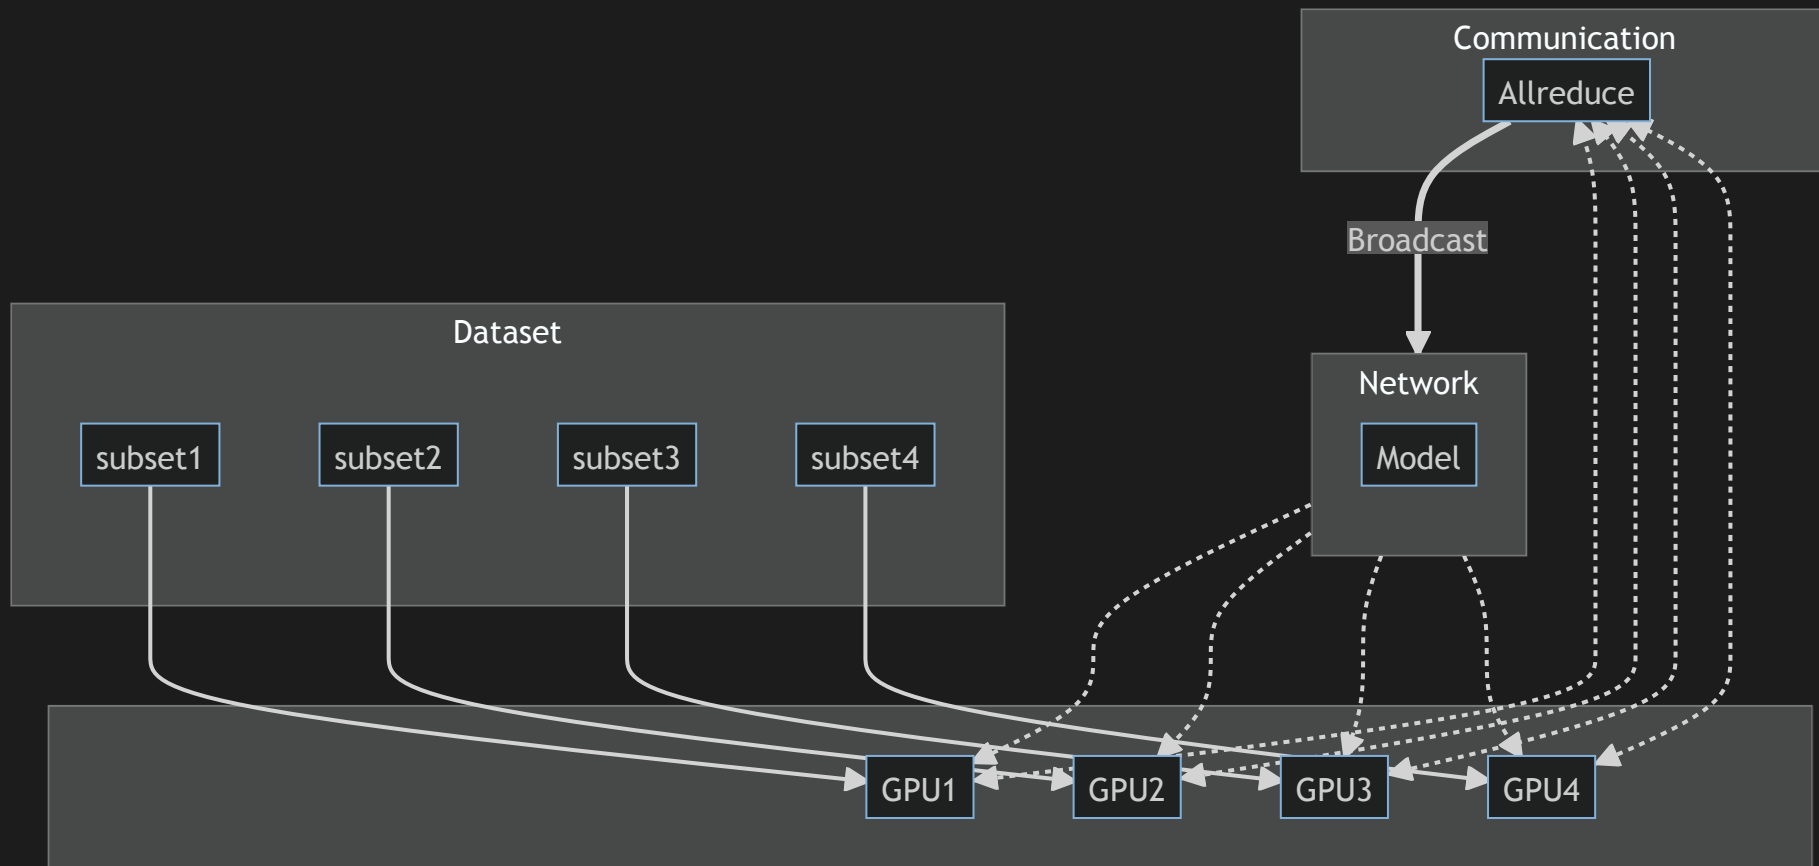 Communication
Allreduce
Broadcast
Dataset
Network
subset1
subset2
subset3
subset4
Model
GPU1
GPU2
GPU3
GPU4